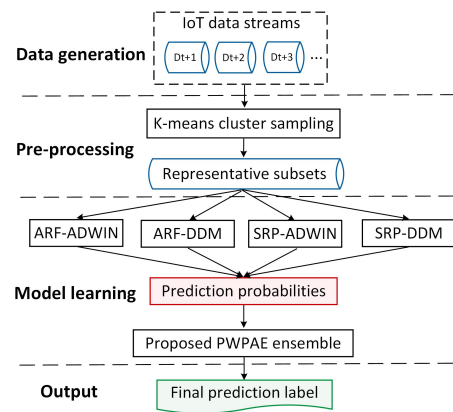 IoT data streams
Data generation
Dt+1 Dt+2 Dt+3 ...
K-means cluster sampling
Pre-processing
Representative subsets
ARF-ADWIN ARF-DDM SRP-ADWIN SRP-DDM
Model learning
Prediction probabilities
Proposed PWPAE ensemble
Output
Final prediction label